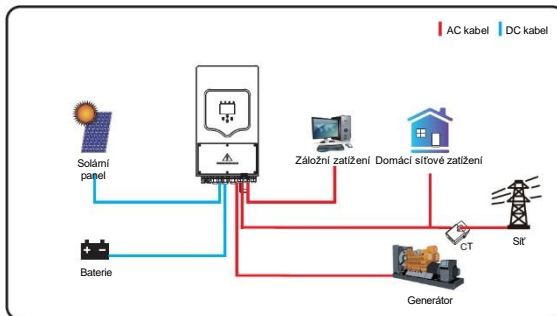 AC kabel
DC kabel
Solární
panel
Záložní zatížení
Domácí síťové zatížení
CT
Síť
Baterie
Generátor